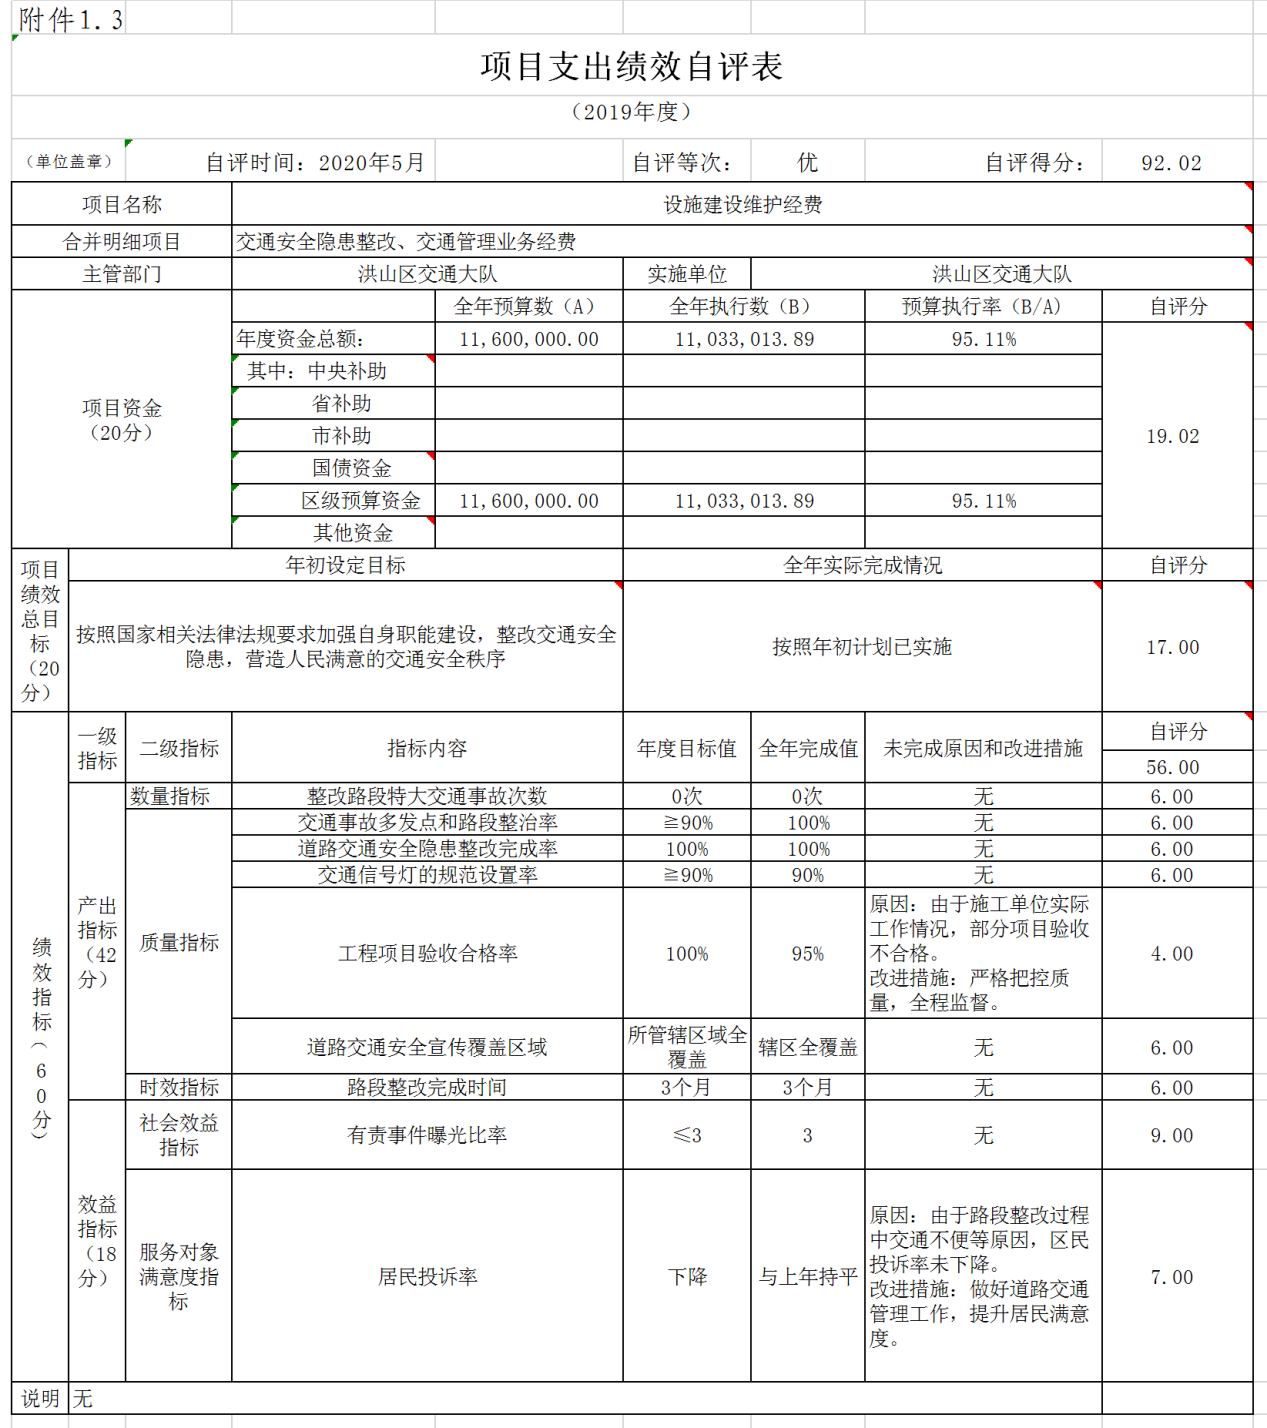 附件1.3
项目支出绩效自评表
（2019年度）
（单位盖章） 自评时间：2020年5月 自评等次： 优 自评得分： 92.02
项目名称 设施建设维护经费
合并明细项目 交通安全隐患整改、交通管理业务经费
主管部门 洪山区交通大队 实施单位 洪山区交通大队
项目资金
（20分）
全年预算数（A） 全年执行数（B） 预算执行率（B/A） 自评分
年度资金总额： 11,600,000.00 11,033,013.89 95.11%
19.02
其中：中央补助
省补助
市补助
国债资金
区级预算资金 11,600,000.00 11,033,013.89 95.11%
其他资金
项目
绩效
总目
标
（20
分）
年初设定目标 全年实际完成情况 自评分
按照国家相关法律法规要求加强自身职能建设，整改交通安全
隐患，营造人民满意的交通安全秩序
按照年初计划已实施 17.00
绩
效
指
标
（
6
0
分
）
一级
指标
二级指标 指标内容 年度目标值 全年完成值 未完成原因和改进措施 自评分
56.00
产出
指标
（42
分）
数量指标 整改路段特大交通事故次数 0次 0次 无 6.00
质量指标
交通事故多发点和路段整治率 ≧90% 100% 无 6.00
道路交通安全隐患整改完成率 100% 100% 无 6.00
交通信号灯的规范设置率 ≧90% 90% 无 6.00
工程项目验收合格率 100% 95%
原因：由于施工单位实际
工作情况，部分项目验收
不合格。
改进措施：严格把控质
量，全程监督。
4.00
道路交通安全宣传覆盖区域
所管辖区域全
覆盖
辖区全覆盖 无 6.00
时效指标 路段整改完成时间 3个月 3个月 无 6.00
效益
指标
（18
分）
社会效益
指标
有责事件曝光比率 ≤3 3 无 9.00
服务对象
满意度指
标
居民投诉率 下降 与上年持平
原因：由于路段整改过程
中交通不便等原因，区民
投诉率未下降。
改进措施：做好道路交通
管理工作，提升居民满意
度。
7.00
说明 无